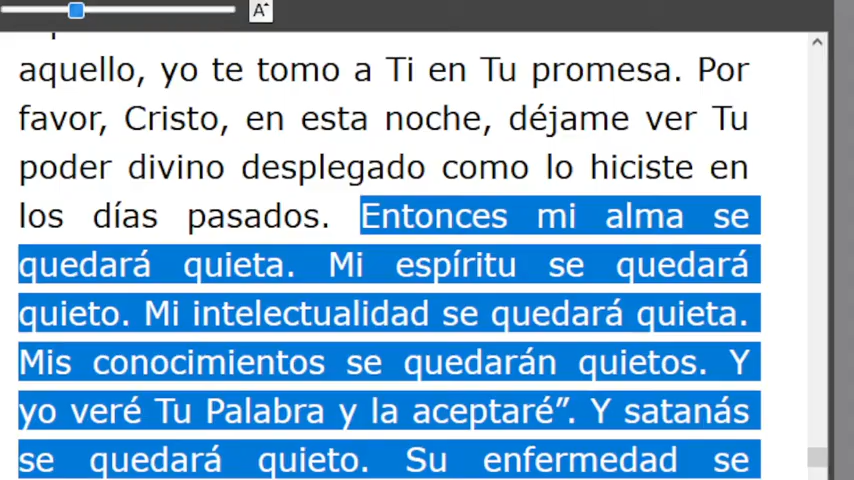 A
aquello, yo te tomo a Ti en Tu promesa. Por
favor, Cristo, en esta noche, déjame ver Tu
poder divino desplegado como lo hiciste en
los días pasados. Entonces mi alma se
quedará quieta. Mi espíritu se quedará
quieto. Mi intelectualidad se quedará quieta.
Mis conocimientos se quedarán quietos. Y
yo veré Tu Palabra y la aceptaré”. Y satanás
se quedará quieto. Su enfermedad se